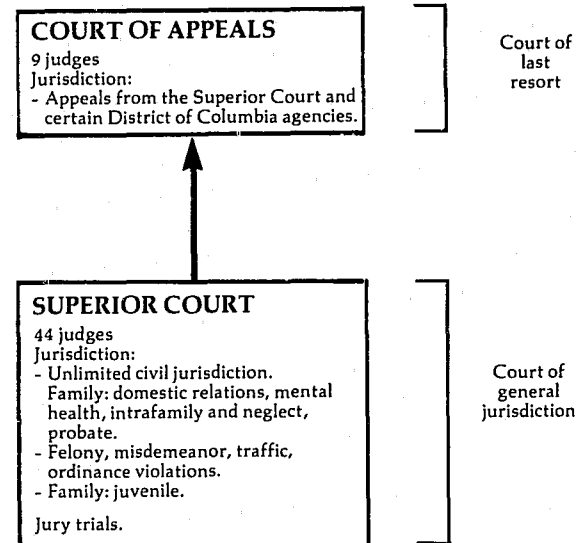 COURT OF APPEALS
9 judges
Jurisdiction:
- Appeals from the Superior Court and
certain District of Columbia agencies.
Court of
last
resort
SUPERIOR COURT
44 judges
Jurisdiction:
- Unlimited civil jurisdiction.
Family: domestic relations, mental
health, intrafamily and neglect,
probate.
- Felony, misdemeanor, traffic,
ordinance violations.
- Family: juvenile.
Jury trials.
Court of
general
jurisdiction